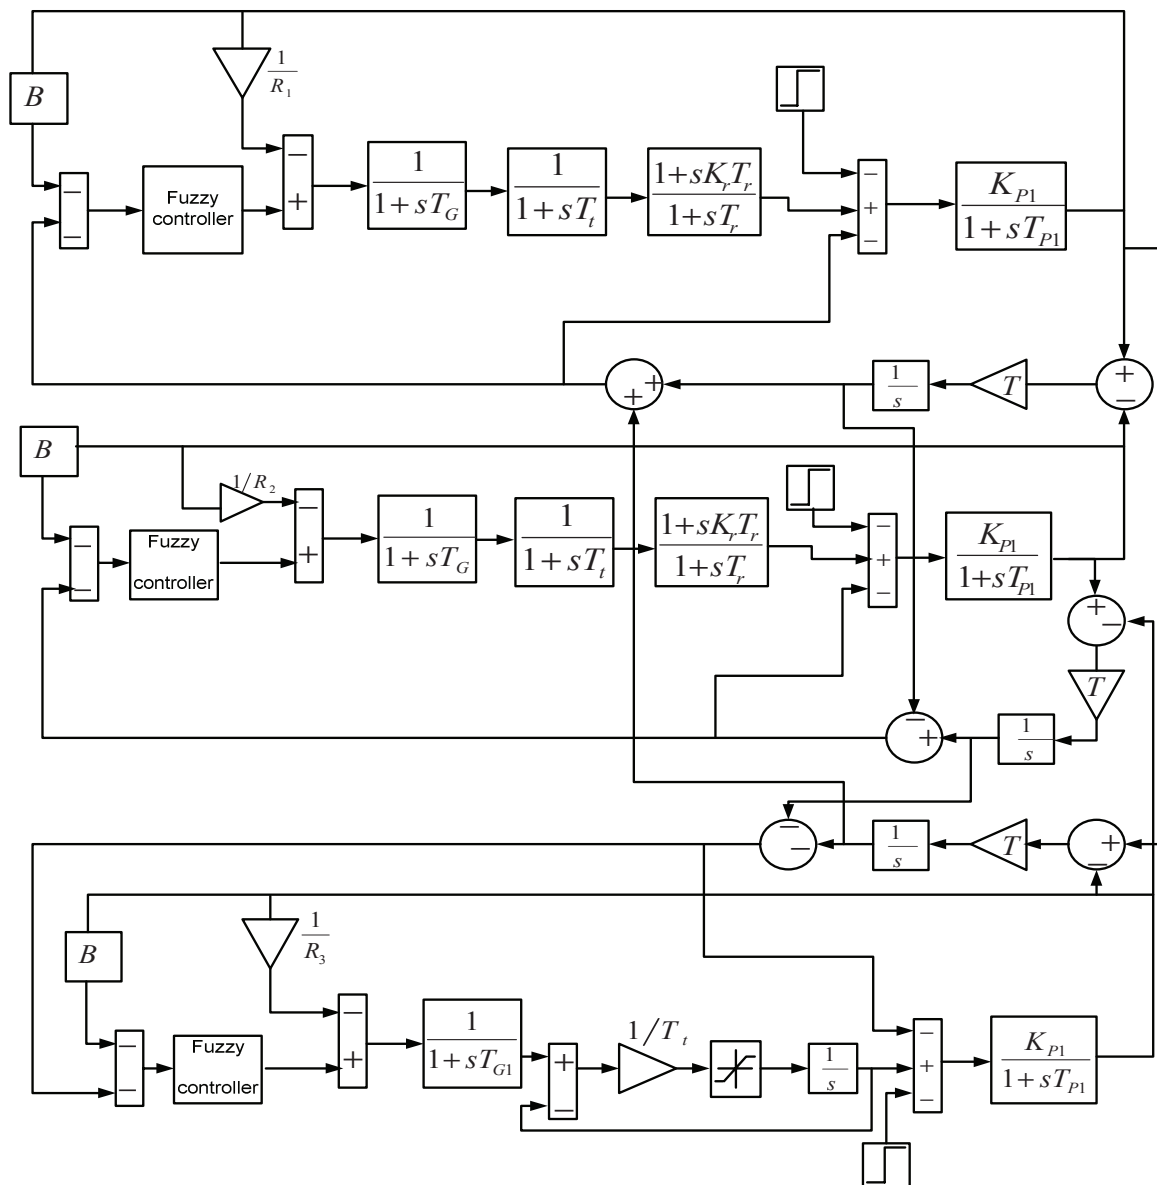 B
1
R₁
−
−
Fuzzy
controller
−
+
1
1+sT_G
1
1+sT_t
1+sK_rT_r
1+sT_r
−
+
−
K_P1
1+sT_P1
+
−
T
1
s
+
+
B
1/R₂
−
−
Fuzzy
controller
−
+
1
1+sT_G
1
1+sT_t
1+sK_rT_r
1+sT_r
−
+
−
K_P1
1+sT_P1
+
−
T
1
s
−
+
−
−
1
s
T
+
−
B
1
R₃
−
−
Fuzzy
controller
−
+
1
1+sT_G1
+
−
1/T_t
1
s
−
+
−
K_P1
1+sT_P1